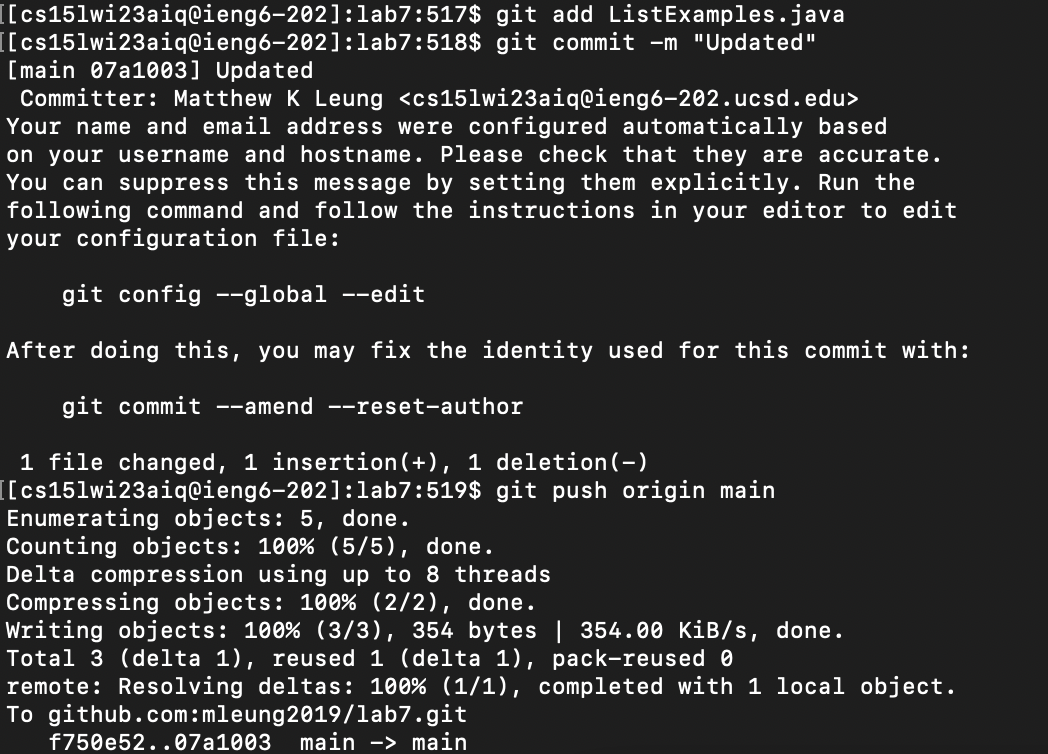 [[cs15lwi23aiq@ieng6-202]:lab7:517$ git add ListExamples.java
[[cs15lwi23aiq@ieng6-202]:lab7:518$ git commit -m "Updated"
[main 07a1003] Updated
 Committer: Matthew K Leung <cs15lwi23aiq@ieng6-202.ucsd.edu>
Your name and email address were configured automatically based
on your username and hostname. Please check that they are accurate.
You can suppress this message by setting them explicitly. Run the
following command and follow the instructions in your editor to edit
your configuration file:

    git config --global --edit

After doing this, you may fix the identity used for this commit with:

    git commit --amend --reset-author

 1 file changed, 1 insertion(+), 1 deletion(-)
[[cs15lwi23aiq@ieng6-202]:lab7:519$ git push origin main
Enumerating objects: 5, done.
Counting objects: 100% (5/5), done.
Delta compression using up to 8 threads
Compressing objects: 100% (2/2), done.
Writing objects: 100% (3/3), 354 bytes | 354.00 KiB/s, done.
Total 3 (delta 1), reused 1 (delta 1), pack-reused 0
remote: Resolving deltas: 100% (1/1), completed with 1 local object.
To github.com:mleung2019/lab7.git
   f750e52..07a1003  main -> main